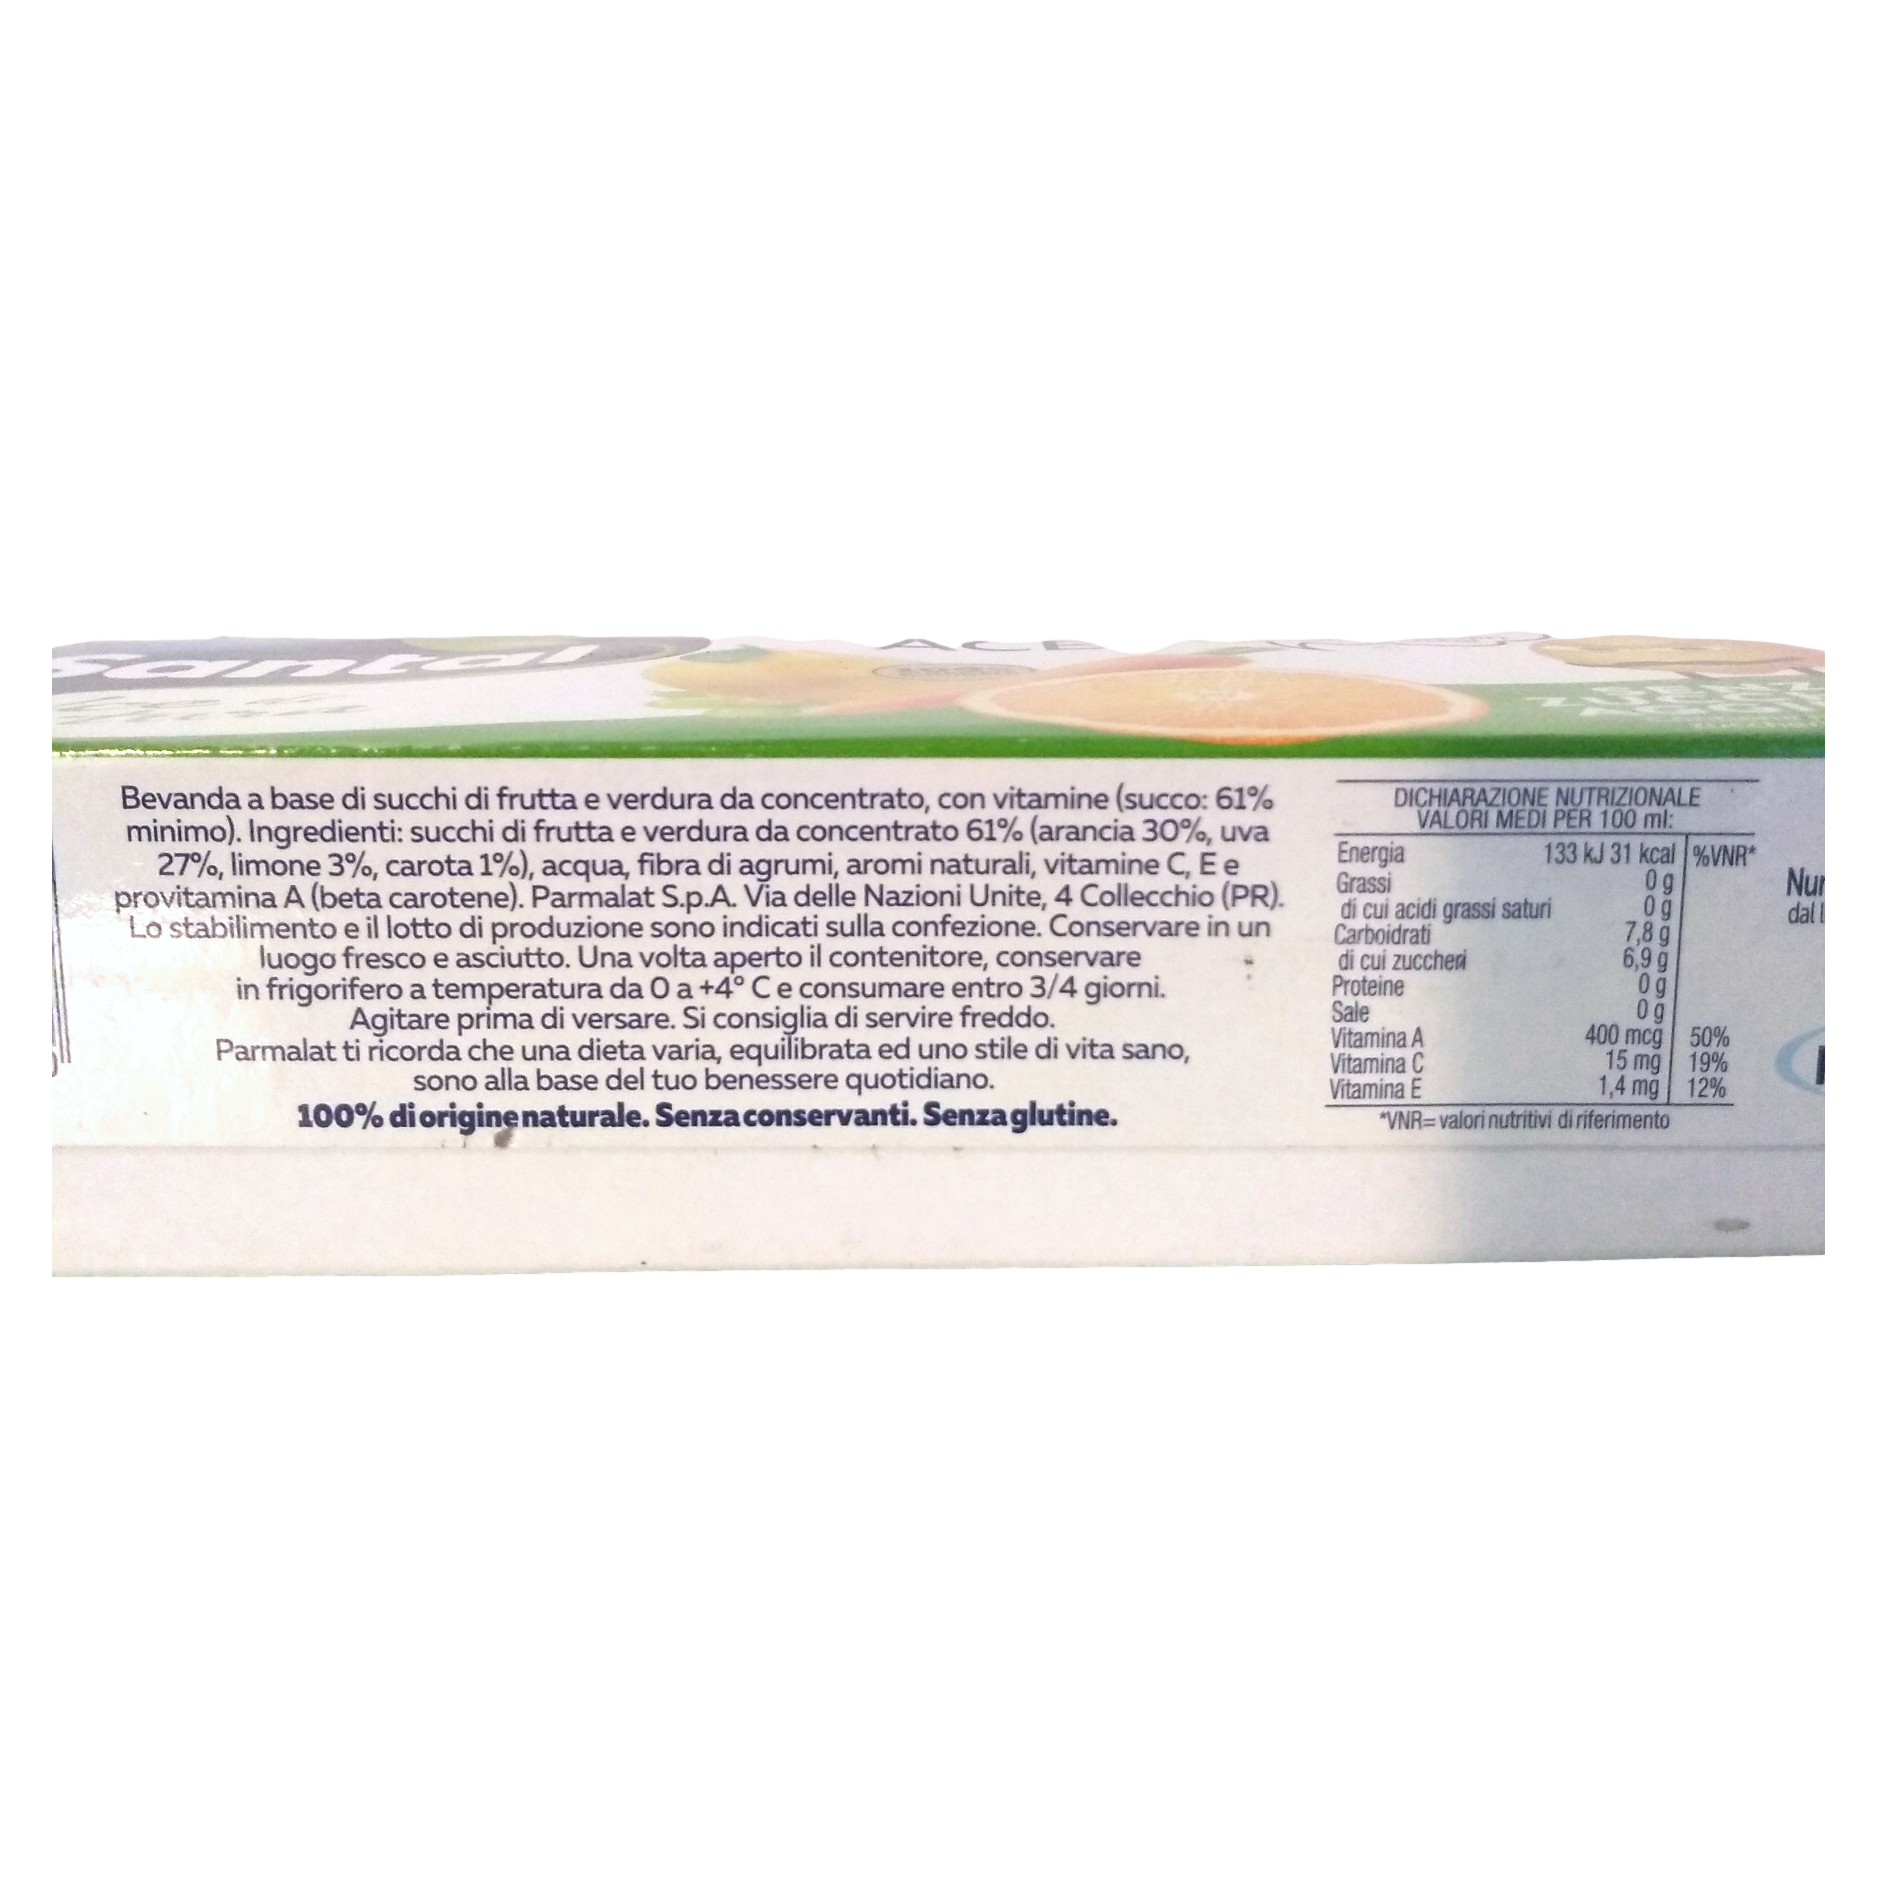 Santal
ACE
Bevanda a base di succhi di frutta e verdura da concentrato, con vitamine (succo: 61%
minimo). Ingredienti: succhi di frutta e verdura da concentrato 61% (arancia 30%, uva
27%, limone 3%, carota 1%), acqua, fibra di agrumi, aromi naturali, vitamine C, E e
provitamina A (beta carotene). Parmalat S.p.A. Via delle Nazioni Unite, 4 Collecchio (PR).
Lo stabilimento e il lotto di produzione sono indicati sulla confezione. Conservare in un
luogo fresco e asciutto. Una volta aperto il contenitore, conservare
in frigorifero a temperatura da 0 a +4° C e consumare entro 3/4 giorni.
Agitare prima di versare. Si consiglia di servire freddo.
Parmalat ti ricorda che una dieta varia, equilibrata ed uno stile di vita sano,
sono alla base del tuo benessere quotidiano.
100% di origine naturale. Senza conservanti. Senza glutine.
DICHIARAZIONE NUTRIZIONALE
VALORI MEDI PER 100 ml:
Energia 133 kJ 31 kcal %VNR*
Grassi 0 g
di cui acidi grassi saturi 0 g
Carboidrati 7,8 g
di cui zuccheri 6,9 g
Proteine 0 g
Sale 0 g
Vitamina A 400 mcg 50%
Vitamina C 15 mg 19%
Vitamina E 1,4 mg 12%
*VNR= valori nutritivi di riferimento
dal